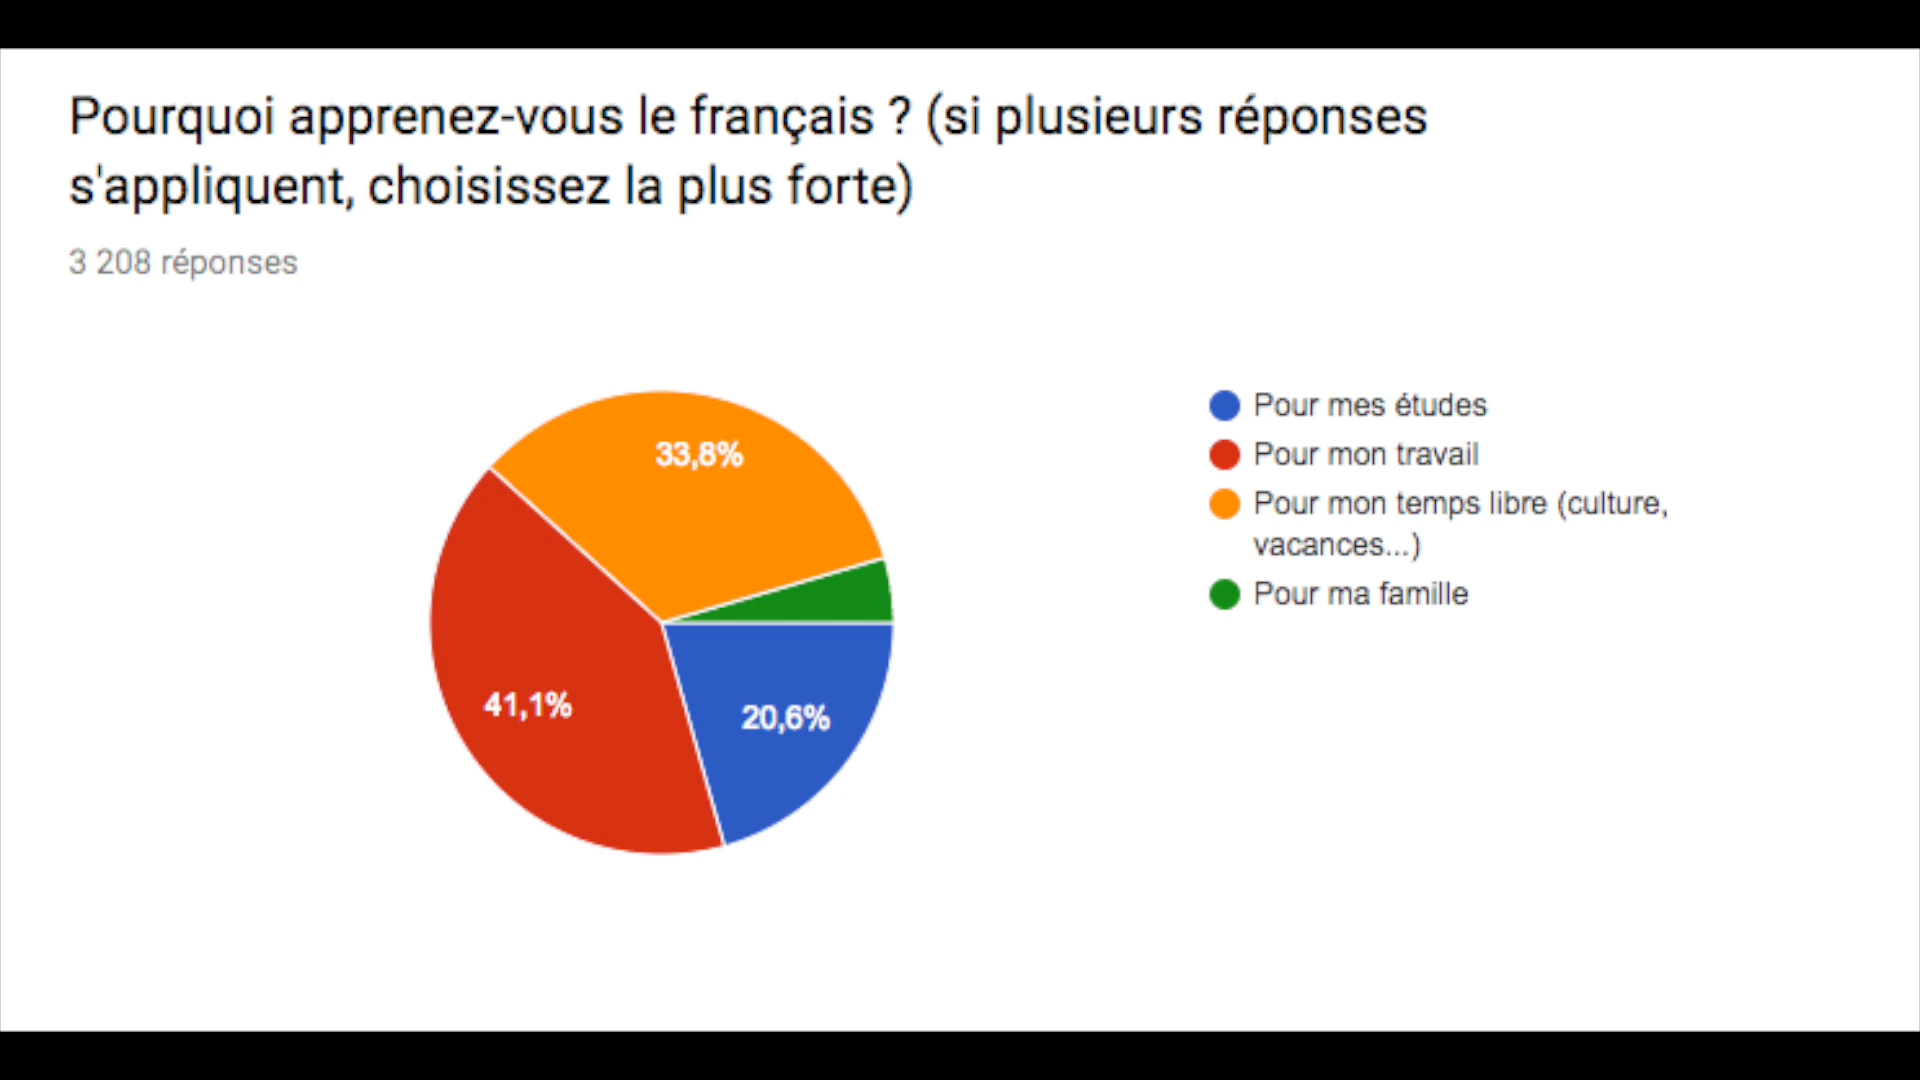 Pourquoi apprenez-vous le français ? (si plusieurs réponses
s'appliquent, choisissez la plus forte)
3 208 réponses
33,8%
41,1%
20,6%
Pour mes études
Pour mon travail
Pour mon temps libre (culture,
vacances...)
Pour ma famille